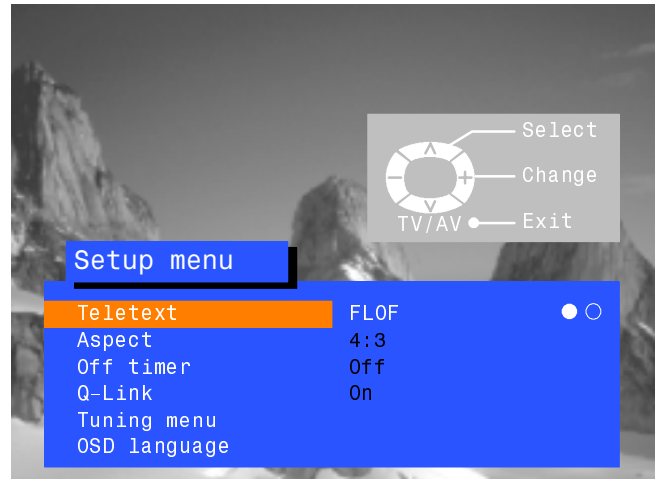 Select
Change
TV/AV Exit
Setup menu
Teletext FLOF
Aspect 4:3
Off timer Off
Q-Link On
Tuning menu
OSD language